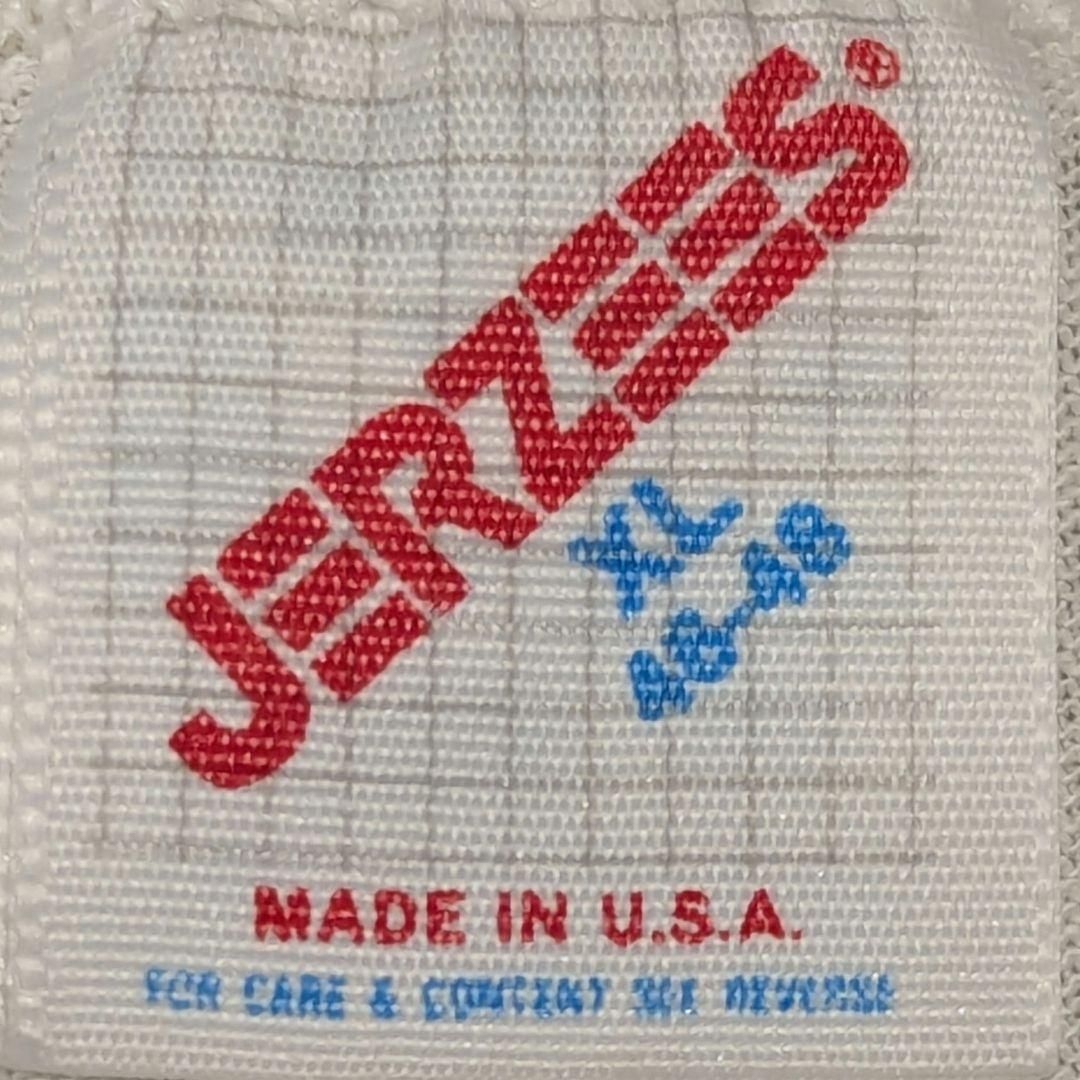 JERZEES®
XL
46-48
MADE IN U.S.A.
FOR CARE & CONTENT SEE REVERSE